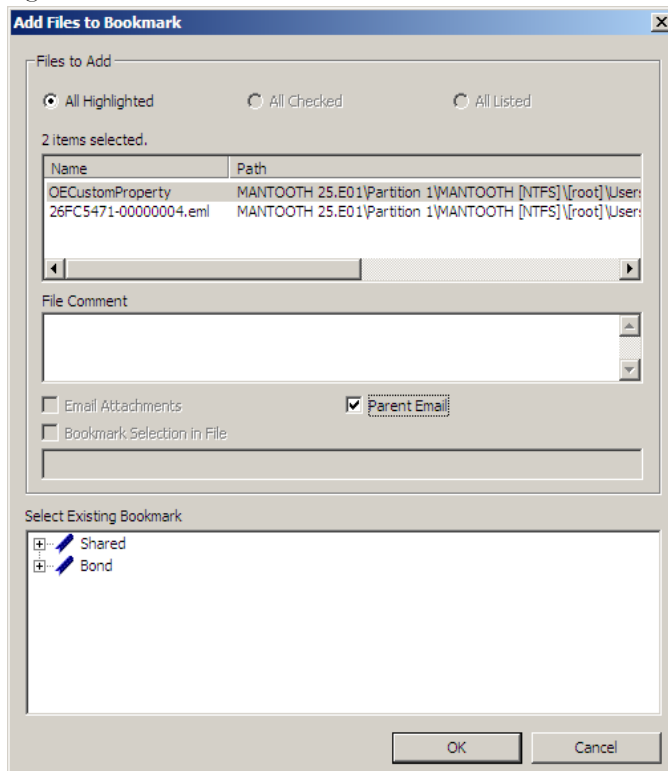 Add Files to Bookmark
Files to Add
All Highlighted All Checked All Listed
2 items selected.
Name Path
OECustomProperty MANTOOTH 25.E01\Partition 1\MANTOOTH [NTFS]\[root]\User
26FC5471-00000004.eml MANTOOTH 25.E01\Partition 1\MANTOOTH [NTFS]\[root]\User
File Comment
Email Attachments Parent Email
Bookmark Selection in File
Select Existing Bookmark
Shared
Bond
OK Cancel